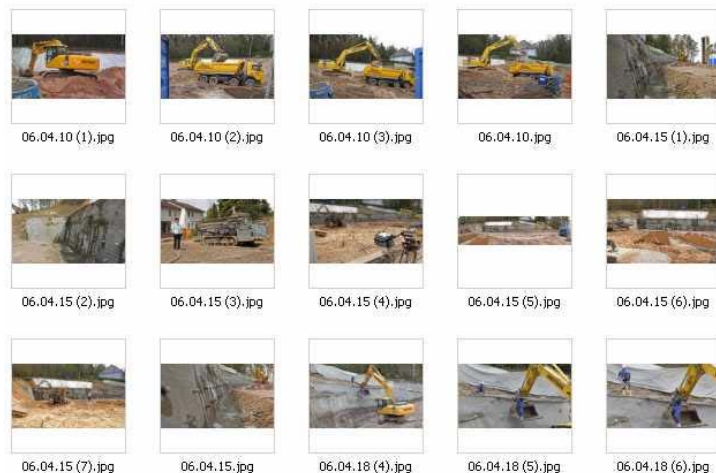 06.04.10 (1).jpg
06.04.10 (2).jpg
06.04.10 (3).jpg
06.04.10.jpg
06.04.15 (1).jpg
06.04.15 (2).jpg
06.04.15 (3).jpg
06.04.15 (4).jpg
06.04.15 (5).jpg
06.04.15 (6).jpg
06.04.15 (7).jpg
06.04.15.jpg
06.04.18 (4).jpg
06.04.18 (5).jpg
06.04.18 (6).jpg